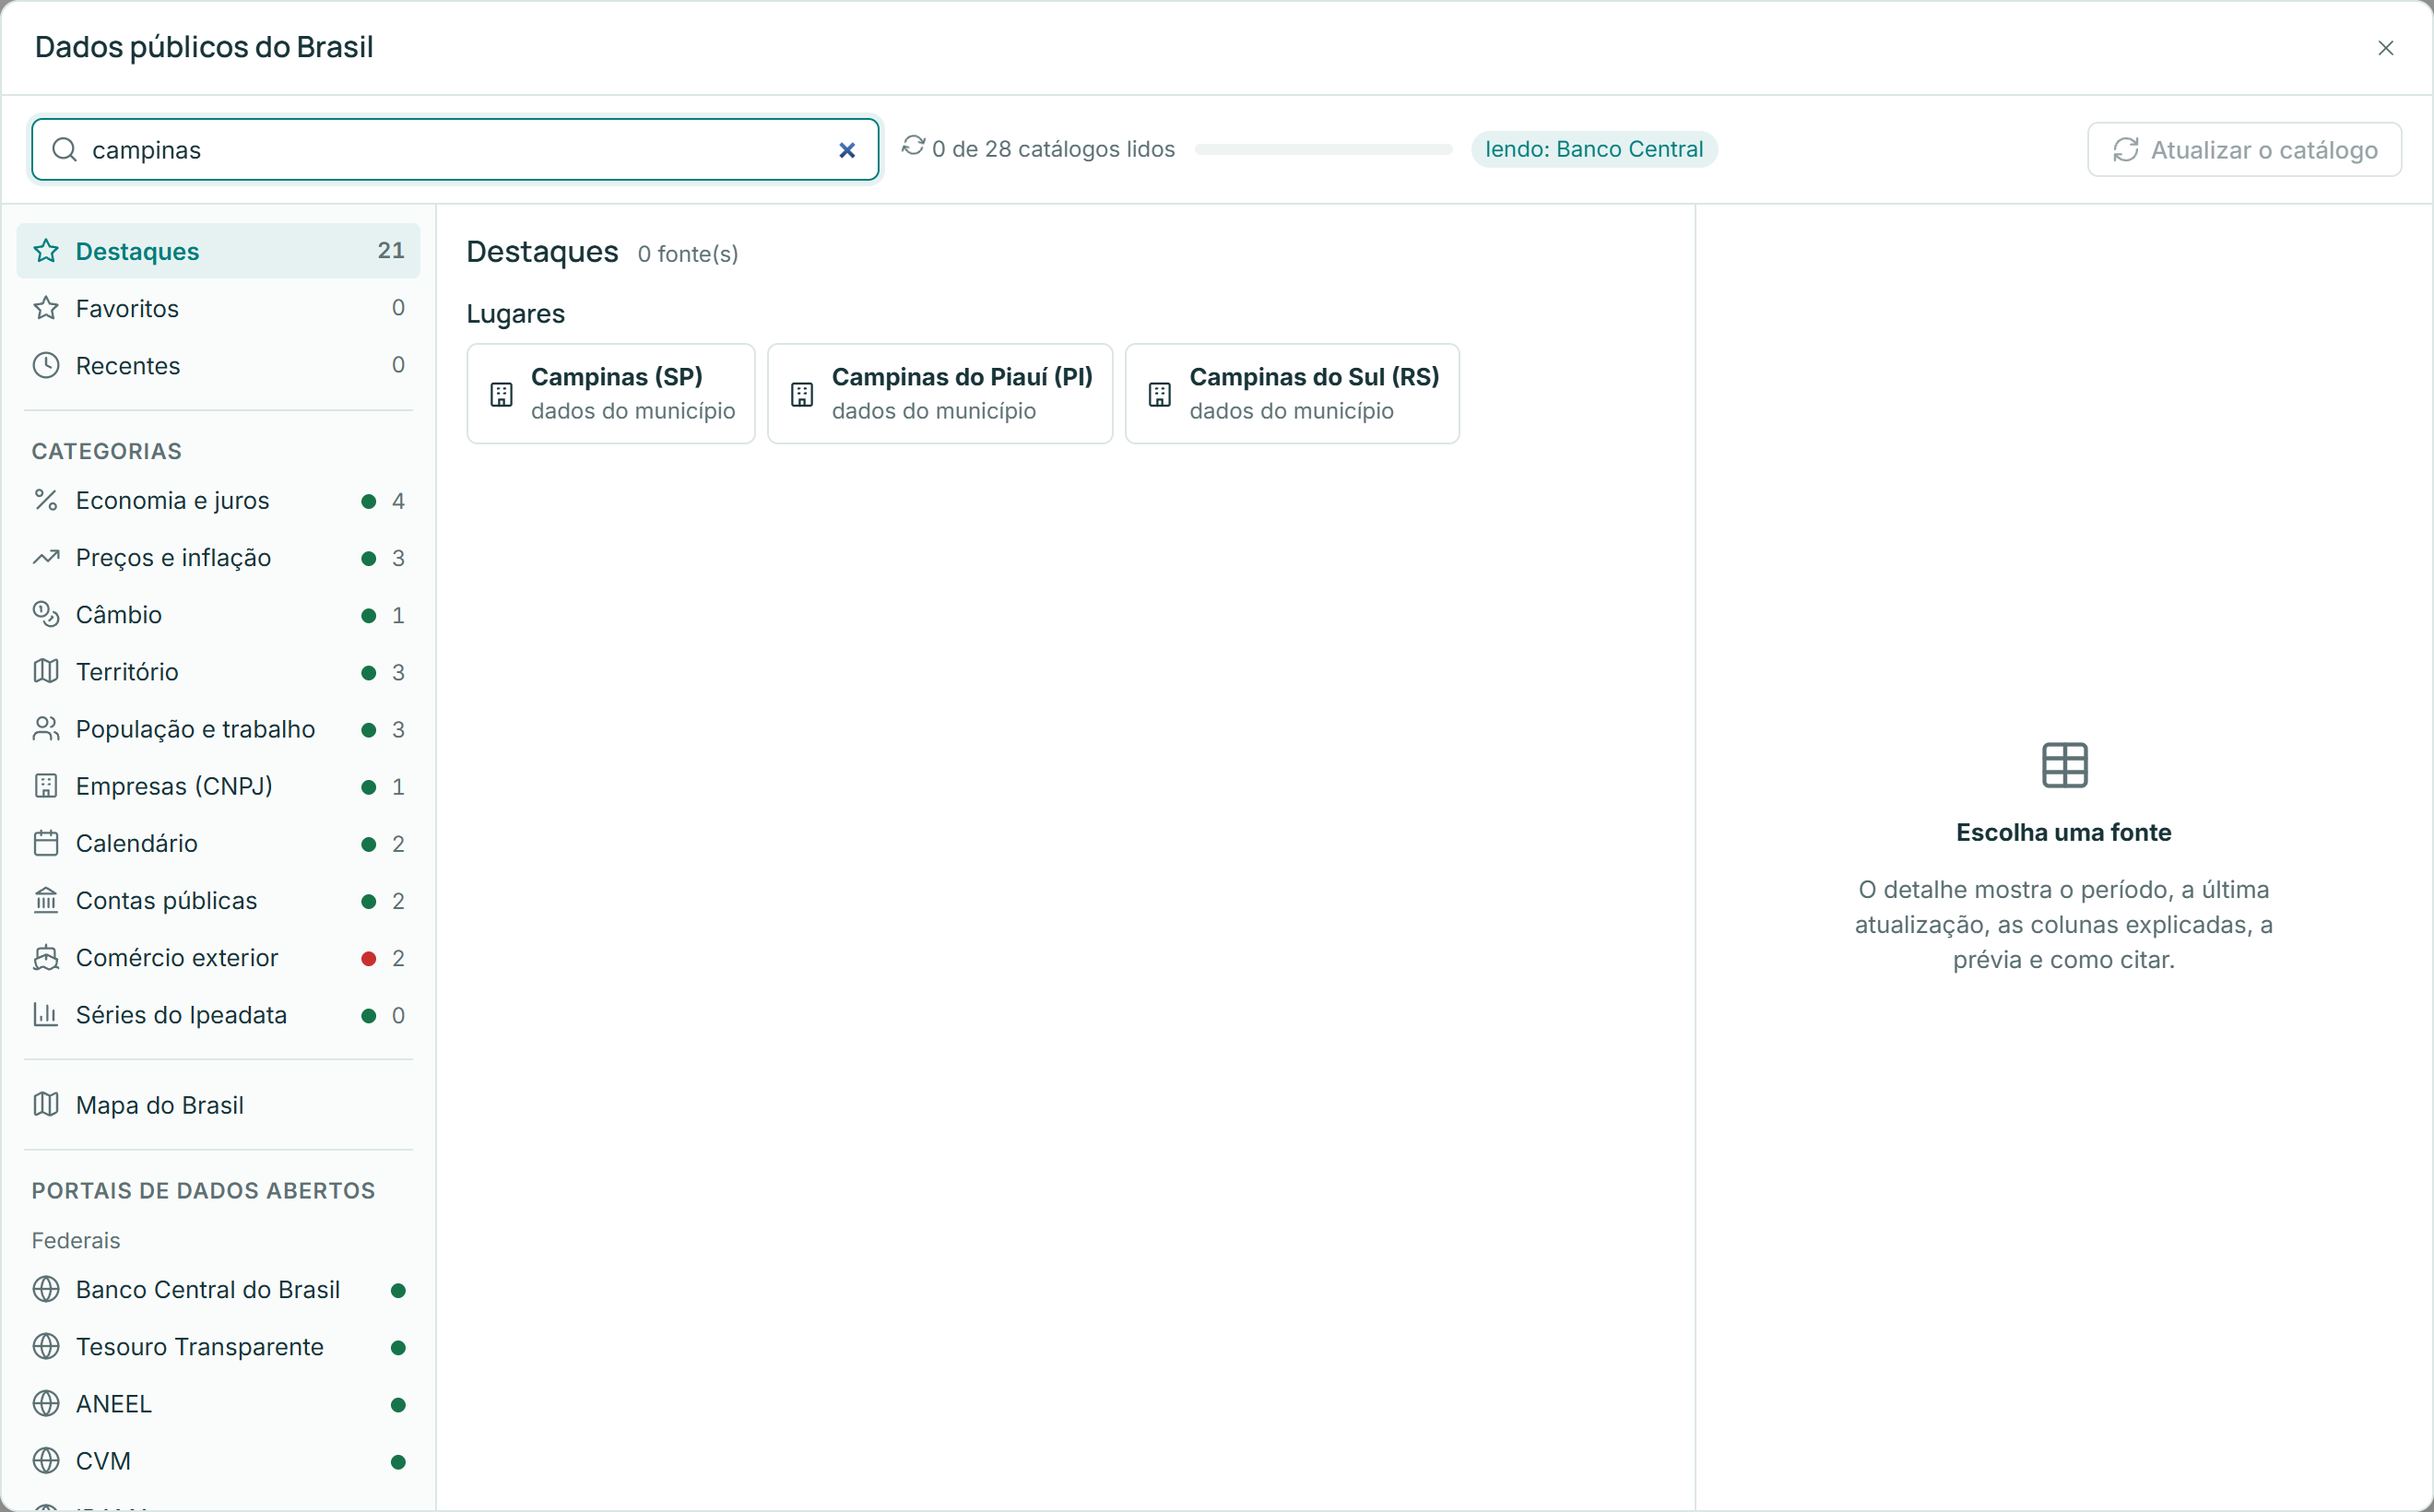 Dados públicos do Brasil
campinas
0 de 28 catálogos lidos
lendo: Banco Central
Atualizar o catálogo
Destaques 21
Favoritos 0
Recentes 0
CATEGORIAS
Economia e juros 4
Preços e inflação 3
Câmbio 1
Território 3
População e trabalho 3
Empresas (CNPJ) 1
Calendário 2
Contas públicas 2
Comércio exterior 2
Séries do Ipeadata 0
Mapa do Brasil
PORTAIS DE DADOS ABERTOS
Federais
Banco Central do Brasil
Tesouro Transparente
ANEEL
CVM
Destaques 0 fonte(s)
Lugares
Campinas (SP)
dados do município
Campinas do Piauí (PI)
dados do município
Campinas do Sul (RS)
dados do município
Escolha uma fonte
O detalhe mostra o período, a última
atualização, as colunas explicadas, a
prévia e como citar.